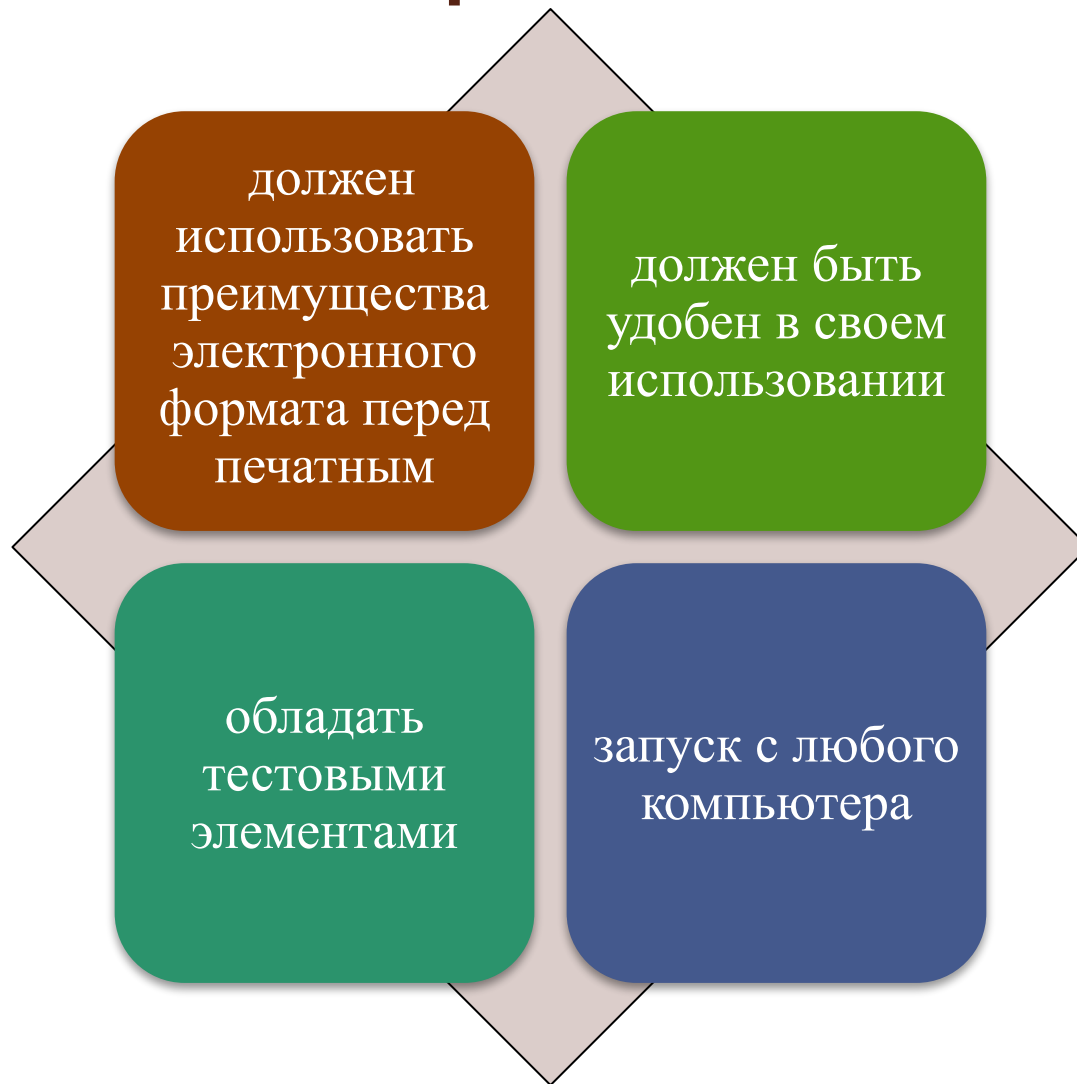 должен
использовать
преимущества
электронного
формата перед
печатным
должен быть
удобен в своем
использовании
обладать
тестовыми
элементами
запуск с любого
компьютера